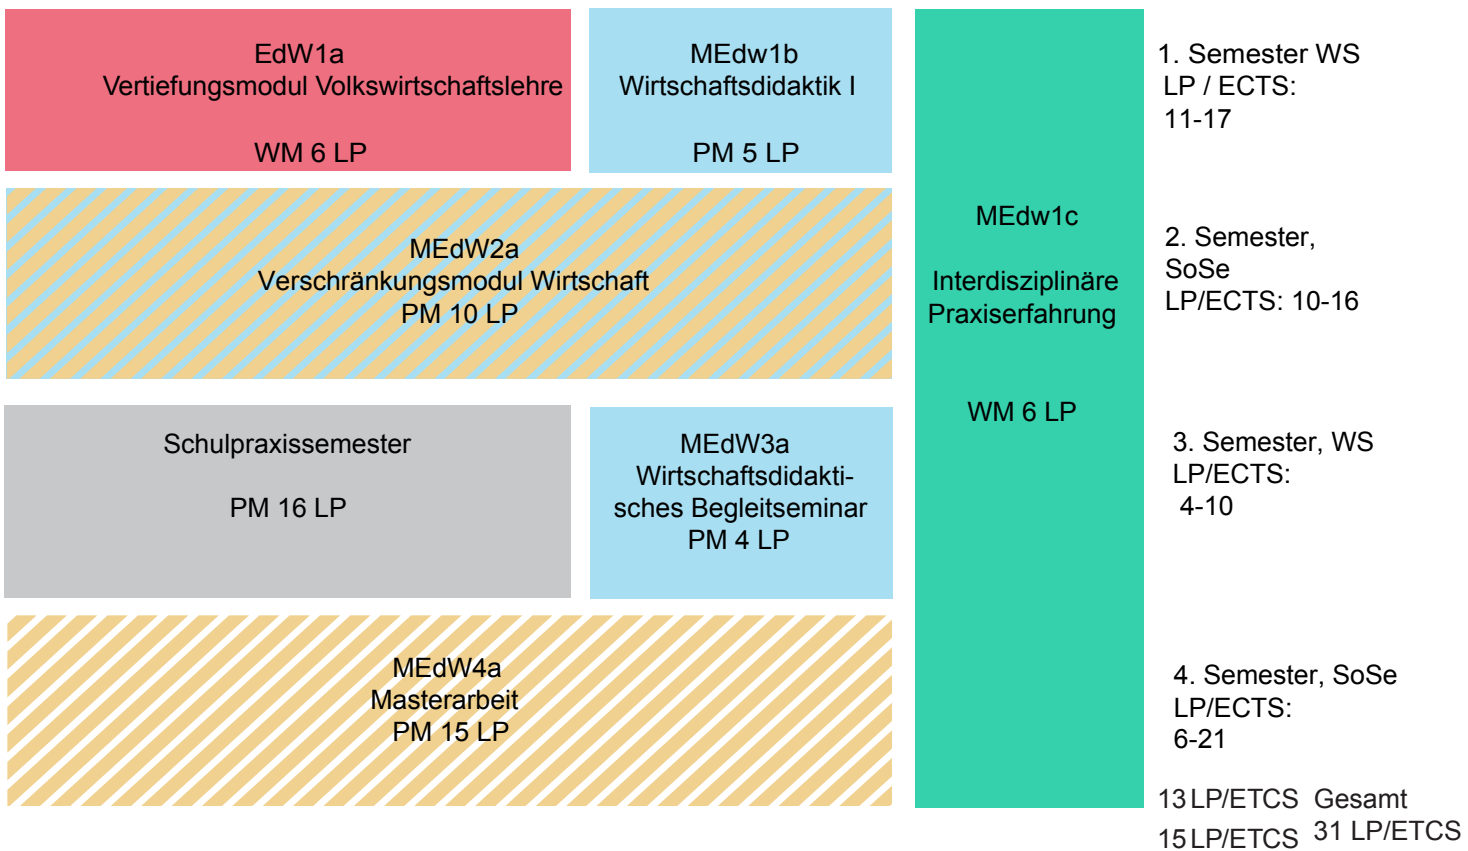 EdW1a
Vertiefungsmodul Volkswirtschaftslehre
WM 6 LP
MEdw1b
Wirtschaftsdidaktik I
PM 5 LP
1. Semester WS
LP / ECTS:
11-17
MEdW2a
Verschränkungsmodul Wirtschaft
PM 10 LP
MEdw1c
Interdisziplinäre
Praxiserfahrung
WM 6 LP
2. Semester,
SoSe
LP/ECTS: 10-16
Schulpraxissemester
PM 16 LP
MEdW3a
Wirtschaftsdidakti-
sches Begleitseminar
PM 4 LP
3. Semester, WS
LP/ECTS:
4-10
MEdW4a
Masterarbeit
PM 15 LP
4. Semester, SoSe
LP/ECTS:
6-21
13 LP/ETCS Gesamt
15 LP/ETCS 31 LP/ETCS